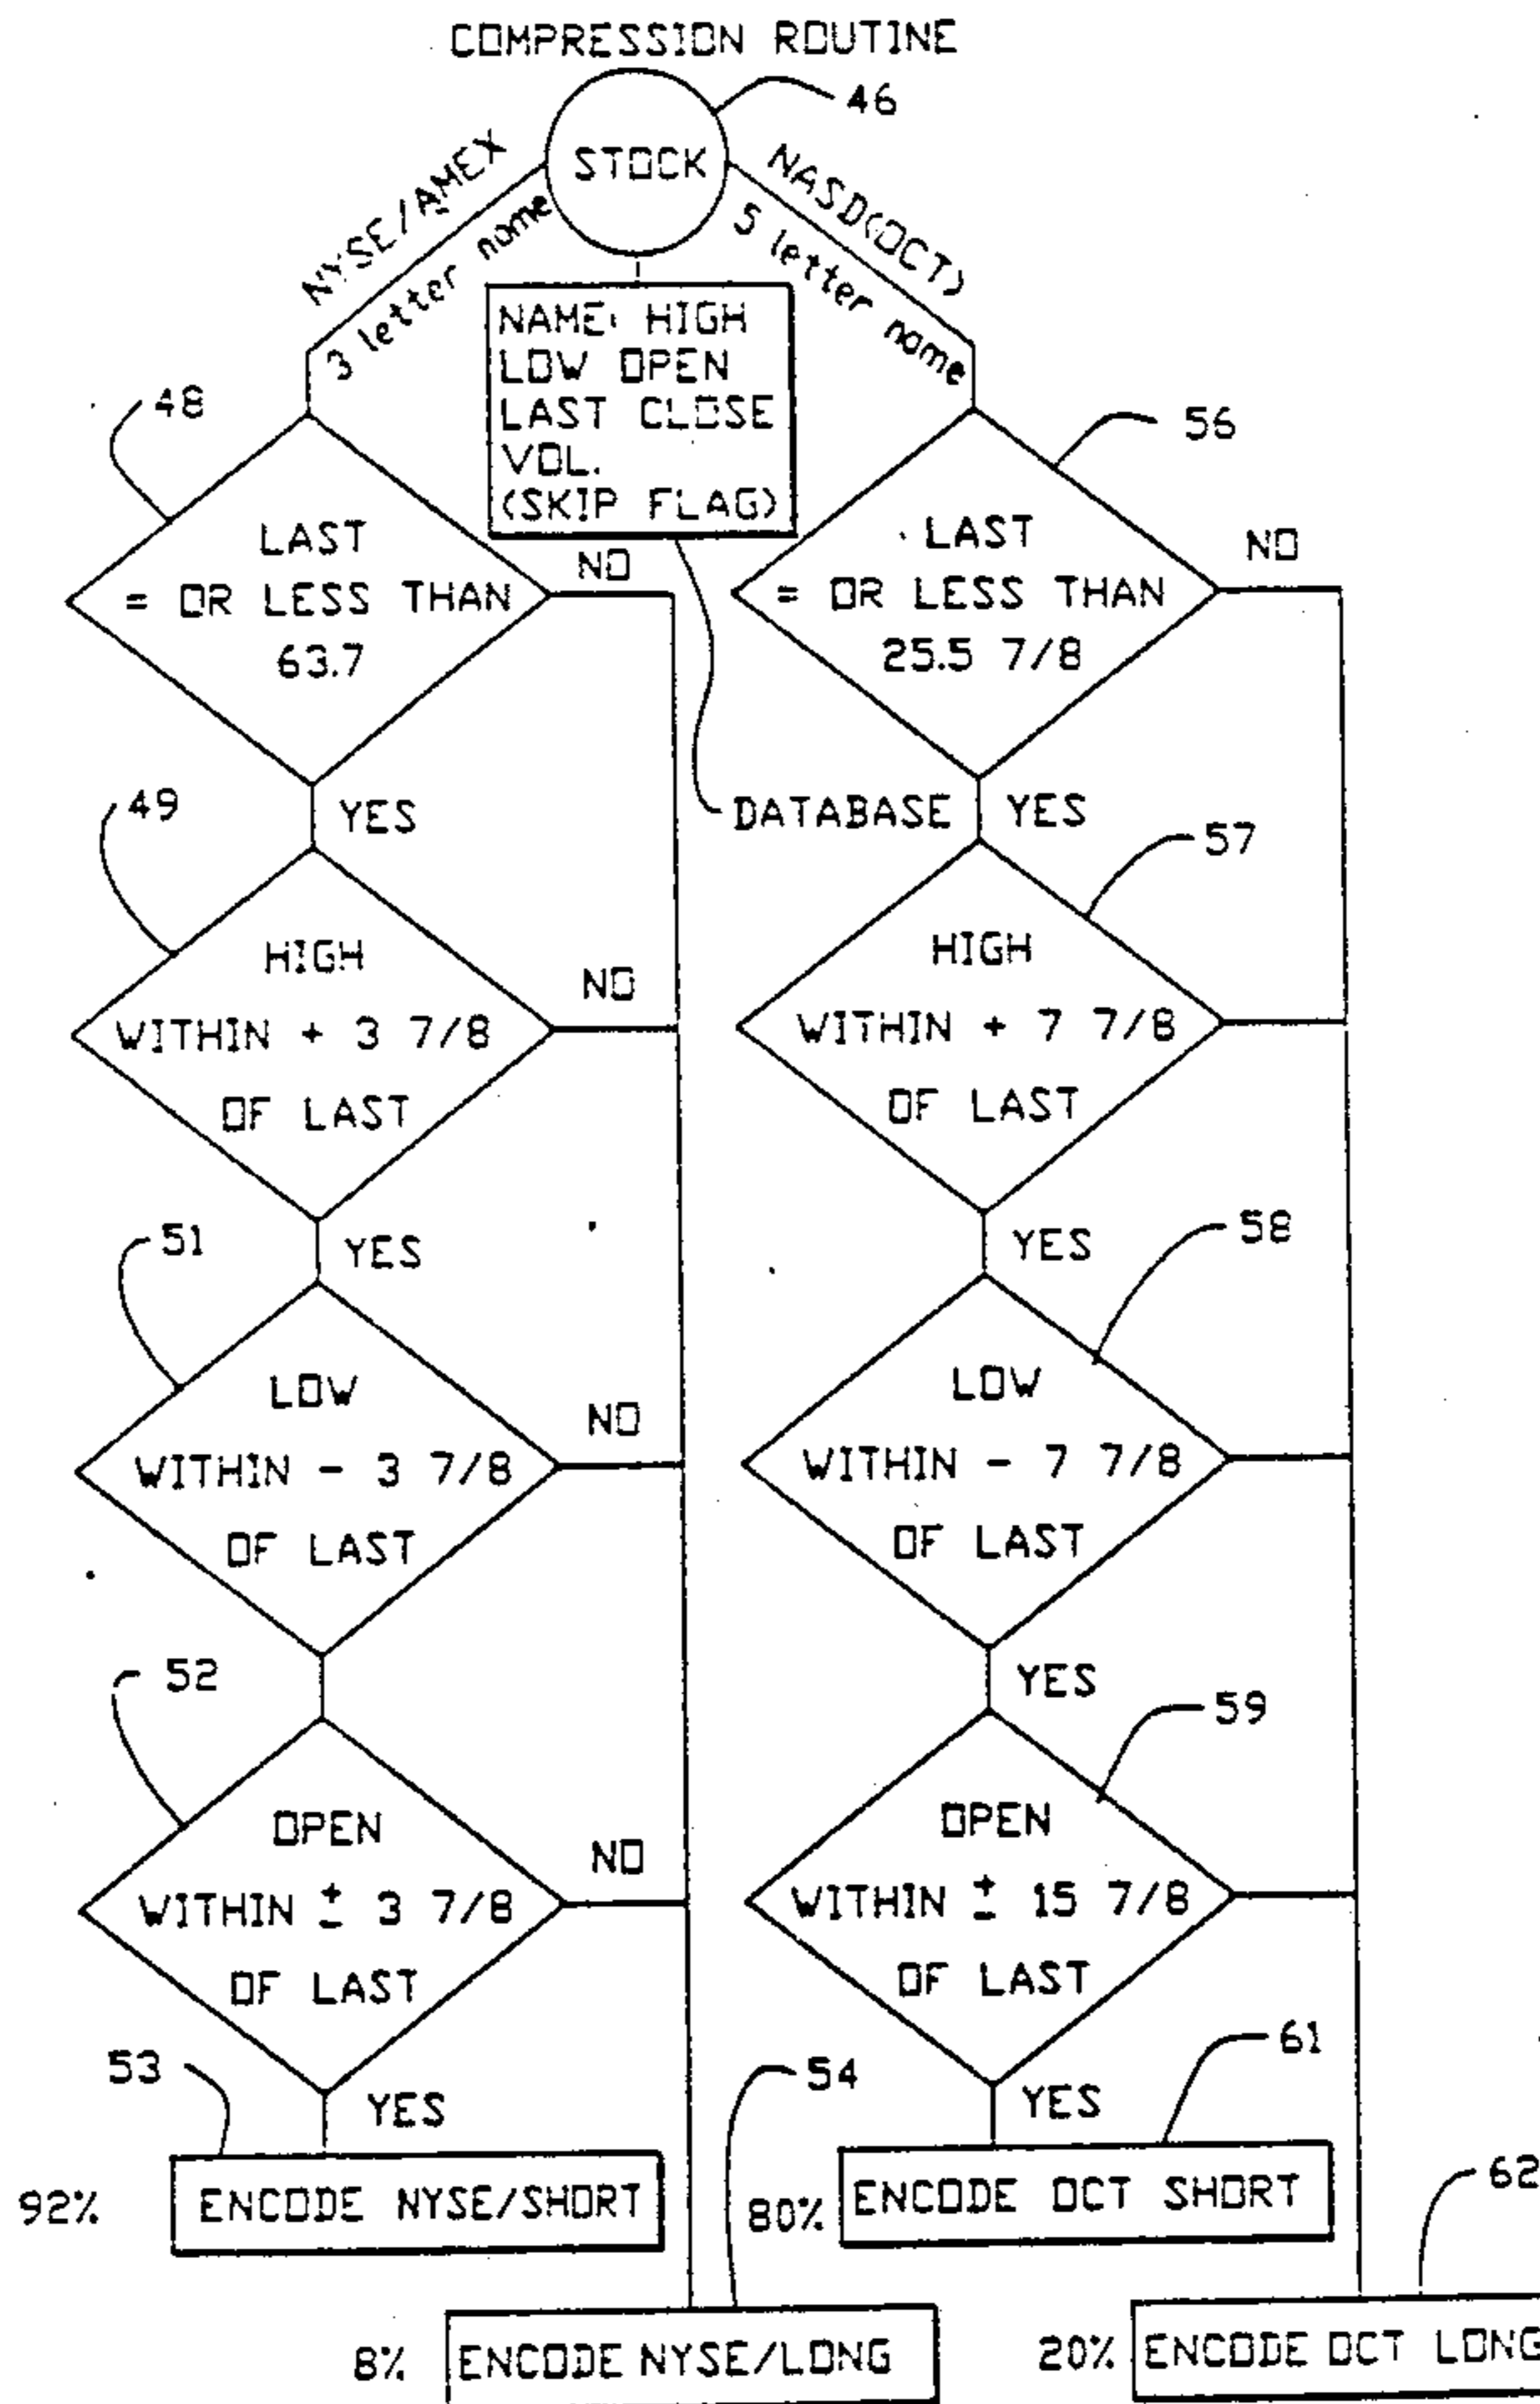 COMPRESSION ROUTINE
46
STOCK
NYSE/AMEX
3 letter name
NASD(OCT)
5 letter name
NAME: HIGH
LOW OPEN
LAST CLOSE
VOL.
(SKIP FLAG)
DATABASE
48
LAST
= OR LESS THAN
63.7
NO
YES
56
LAST
= OR LESS THAN
25.5 7/8
NO
YES
49
HIGH
WITHIN + 3 7/8
OF LAST
NO
YES
57
HIGH
WITHIN + 7 7/8
OF LAST
YES
51
LOW
WITHIN - 3 7/8
OF LAST
NO
58
LOW
WITHIN - 7 7/8
OF LAST
YES
52
OPEN
WITHIN ± 3 7/8
OF LAST
NO
YES
59
OPEN
WITHIN ± 15 7/8
OF LAST
YES
53
92%
ENCODE NYSE/SHORT
54
8%
ENCODE NYSE/LONG
61
80%
ENCODE OCT SHORT
62
20%
ENCODE OCT LONG